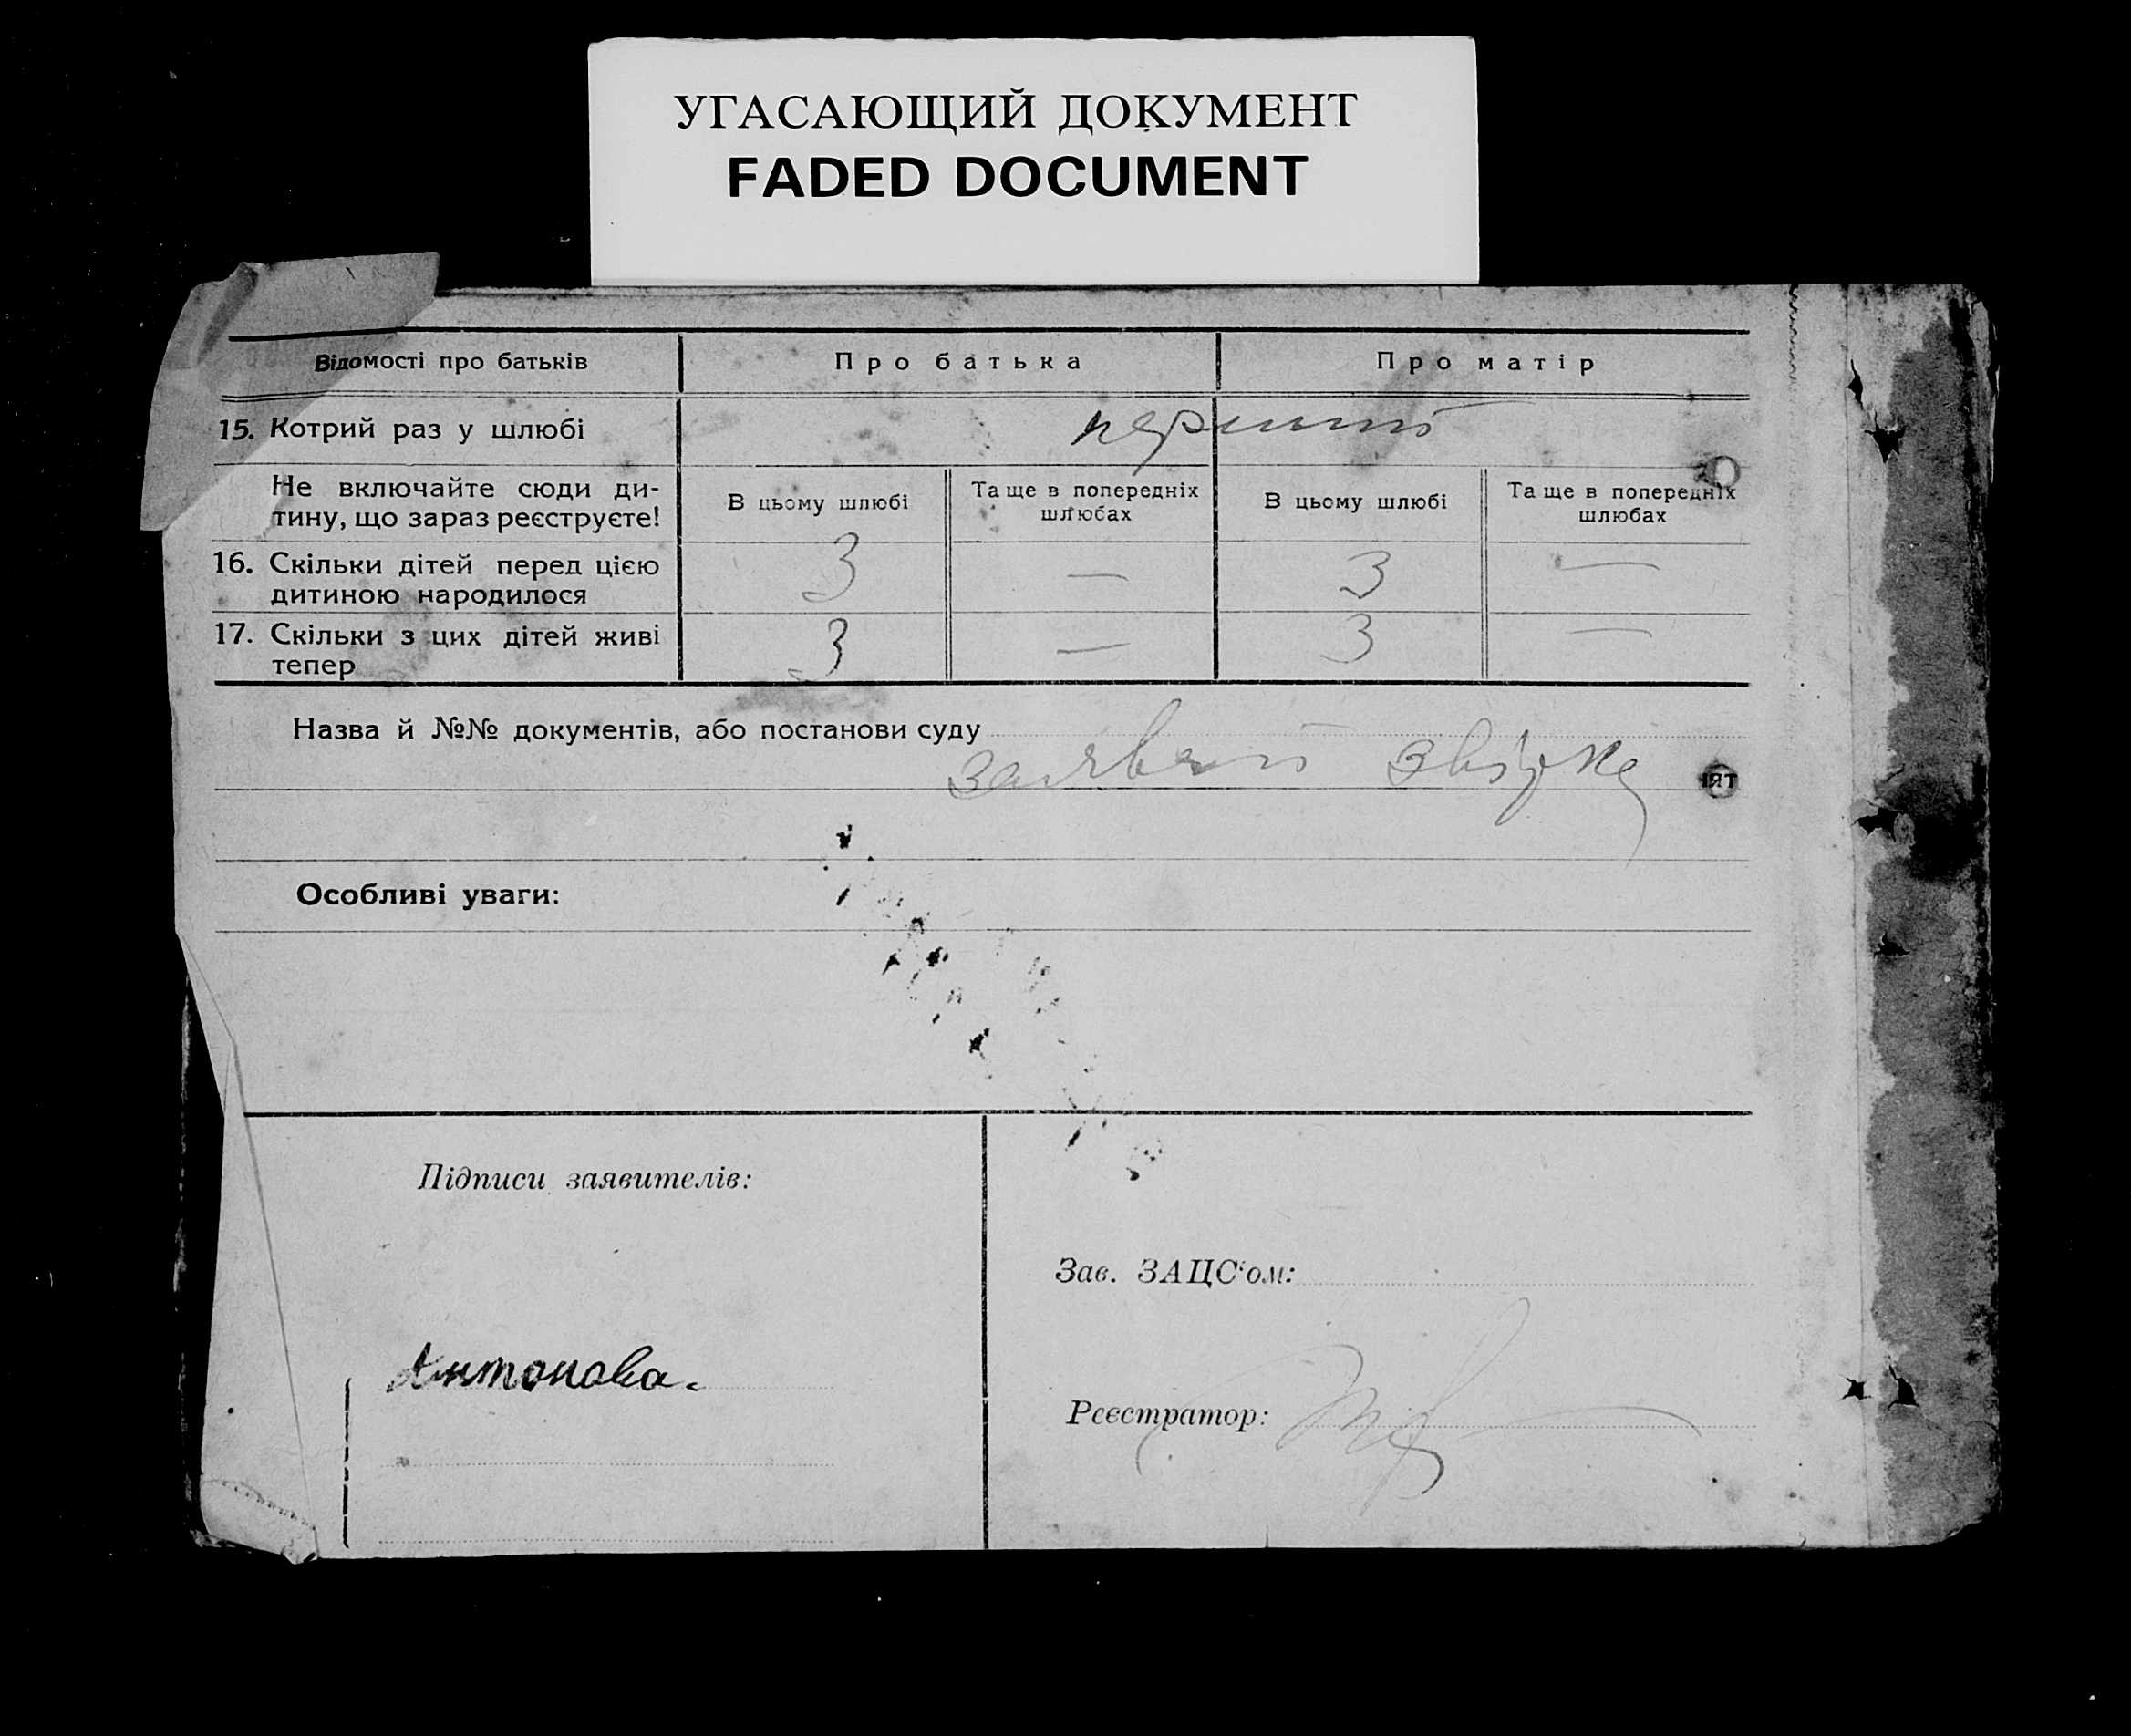 УГАСАЮЩИЙ ДОКУМЕНТ
FADED DOCUMENT
Відомості про батьків
Про батька
Про матір
15. Котрий раз у шлюбі
перший
Не включайте сюди ди-
тину, що зараз реєструєте!
В цьому шлюбі
Та ще в попередніх
шлюбах
В цьому шлюбі
Та ще в попередніх
шлюбах
16. Скільки дітей перед цією
дитиною народилося
3 — 3 —
17. Скільки з цих дітей живі
тепер
3 — 3 —
Назва й №№ документів, або постанови суду
Особливі уваги:
Підписи заявителів:
Зав. ЗАЦС'ом:
Антонова.
Реєстратор: